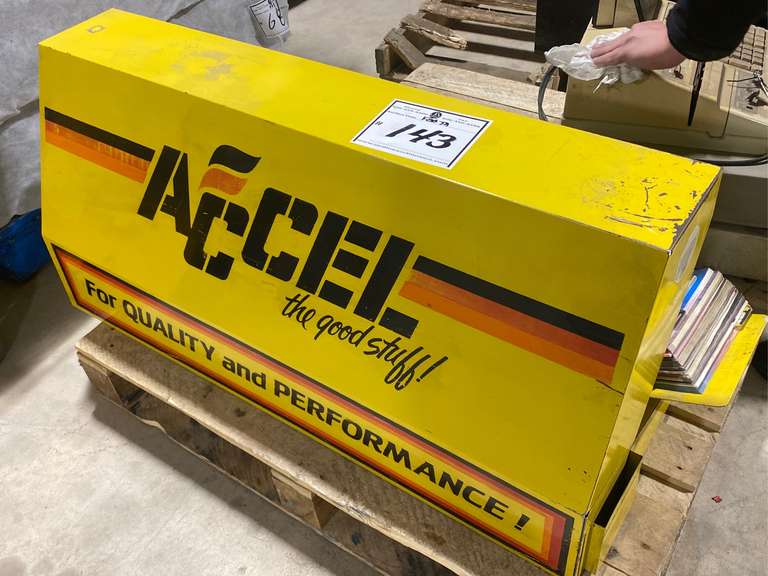 143
ACCEL
the good stuff!
For QUALITY and PERFORMANCE!